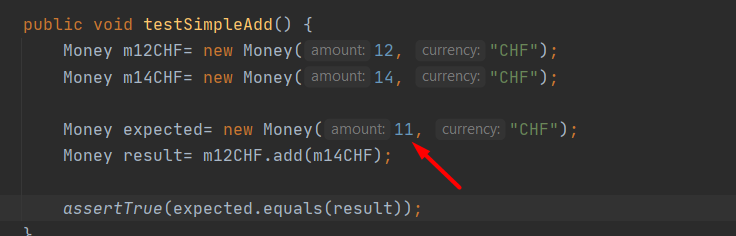 public void testSimpleAdd() {
Money m12CHF= new Money( amount: 12, currency: "CHF");
Money m14CHF= new Money( amount: 14, currency: "CHF");
Money expected= new Money( amount: 11, currency: "CHF");
Money result= m12CHF.add(m14CHF);
assertTrue(expected.equals(result));
}